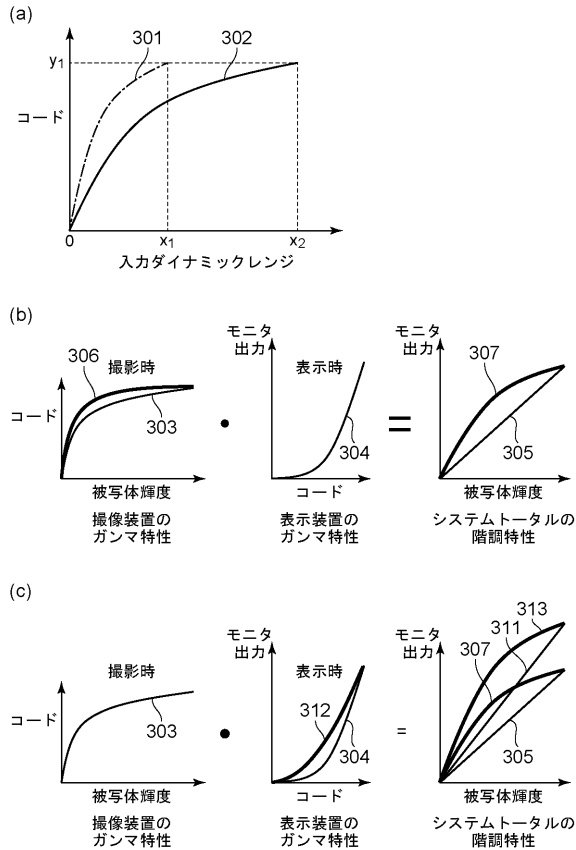 (a)
301
302
y1
コード
0
x1
x2
入力ダイナミックレンジ
(b)
306
撮影時
コード
303
被写体輝度
撮像装置の
ガンマ特性
モニタ
出力
表示時
304
コード
表示装置の
ガンマ特性
モニタ
出力
307
305
被写体輝度
システムトータルの
階調特性
(c)
撮影時
コード
303
被写体輝度
撮像装置の
ガンマ特性
モニタ
出力
表示時
312
304
コード
表示装置の
ガンマ特性
=
モニタ
出力
313
311
307
305
被写体輝度
システムトータルの
階調特性